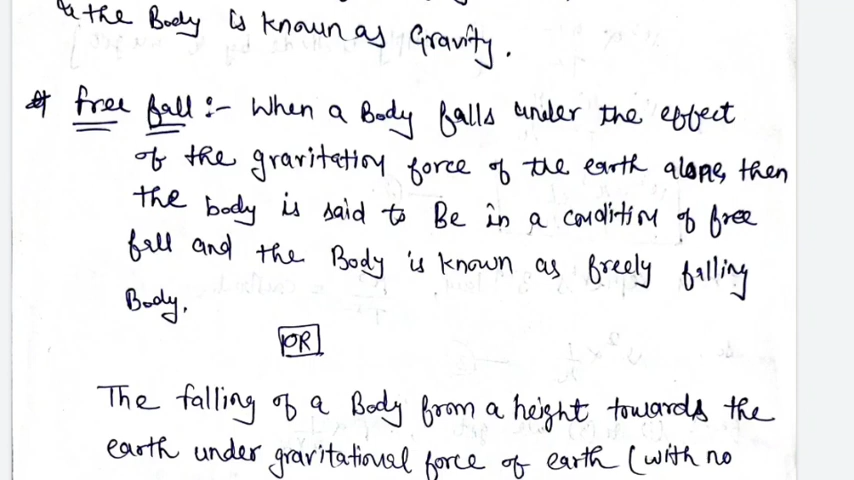 the Body is known as Gravity.
free fall :- When a Body falls under the effect
of the gravitation force of the earth alone, then
the body is said to Be in a condition of free
fall and the Body is known as freely falling
Body.
OR
The falling of a Body from a height towards the
earth under gravitational force of earth (with no